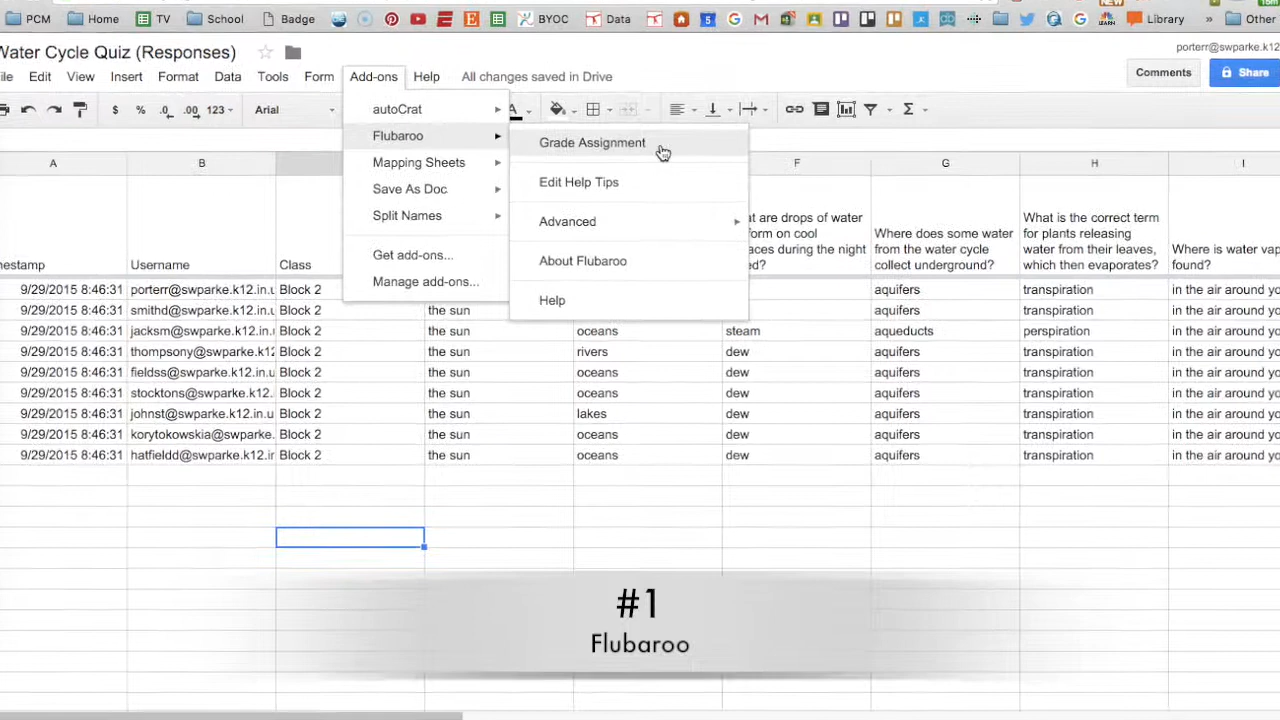 PCM Home TV School Badge BYOC Data Library » Other
NEW
Water Cycle Quiz (Responses)
porterr@swparke.k12
ile Edit View Insert Format Data Tools Form Add-ons Help All changes saved in Drive
Comments Share
$ % .0 .00 123 Arial A Σ
autoCrat
Flubaroo
Mapping Sheets
Save As Doc
Split Names
Get add-ons...
Manage add-ons...
Grade Assignment
Edit Help Tips
Advanced
About Flubaroo
Help
A B F G H I
nestamp Username Class
at are drops of water
form on cool
aces during the night
ed?
Where does some water
from the water cycle
collect underground?
What is the correct term
for plants releasing
water from their leaves,
which then evaporates?
Where is water vap
found?
9/29/2015 8:46:31 porterr@swparke.k12.in.u Block 2 aquifers transpiration in the air around yo
9/29/2015 8:46:31 smithd@swparke.k12.in.u Block 2 the sun aquifers transpiration in the air around yo
9/29/2015 8:46:31 jacksm@swparke.k12.in.u Block 2 the sun oceans steam aqueducts perspiration in the air around yo
9/29/2015 8:46:31 thompsony@swparke.k12 Block 2 the sun rivers dew aquifers transpiration in the air around yo
9/29/2015 8:46:31 fieldss@swparke.k12.in.u Block 2 the sun oceans dew aquifers transpiration in the air around yo
9/29/2015 8:46:31 stocktons@swparke.k12. Block 2 the sun oceans dew aquifers transpiration in the air around yo
9/29/2015 8:46:31 johnst@swparke.k12.in.u Block 2 the sun lakes dew aquifers transpiration in the air around yo
9/29/2015 8:46:31 korytokowskia@swparke. Block 2 the sun oceans dew aquifers transpiration in the air around yo
9/29/2015 8:46:31 hatfieldd@swparke.k12.ir Block 2 the sun oceans dew aquifers transpiration in the air around yo
#1
Flubaroo